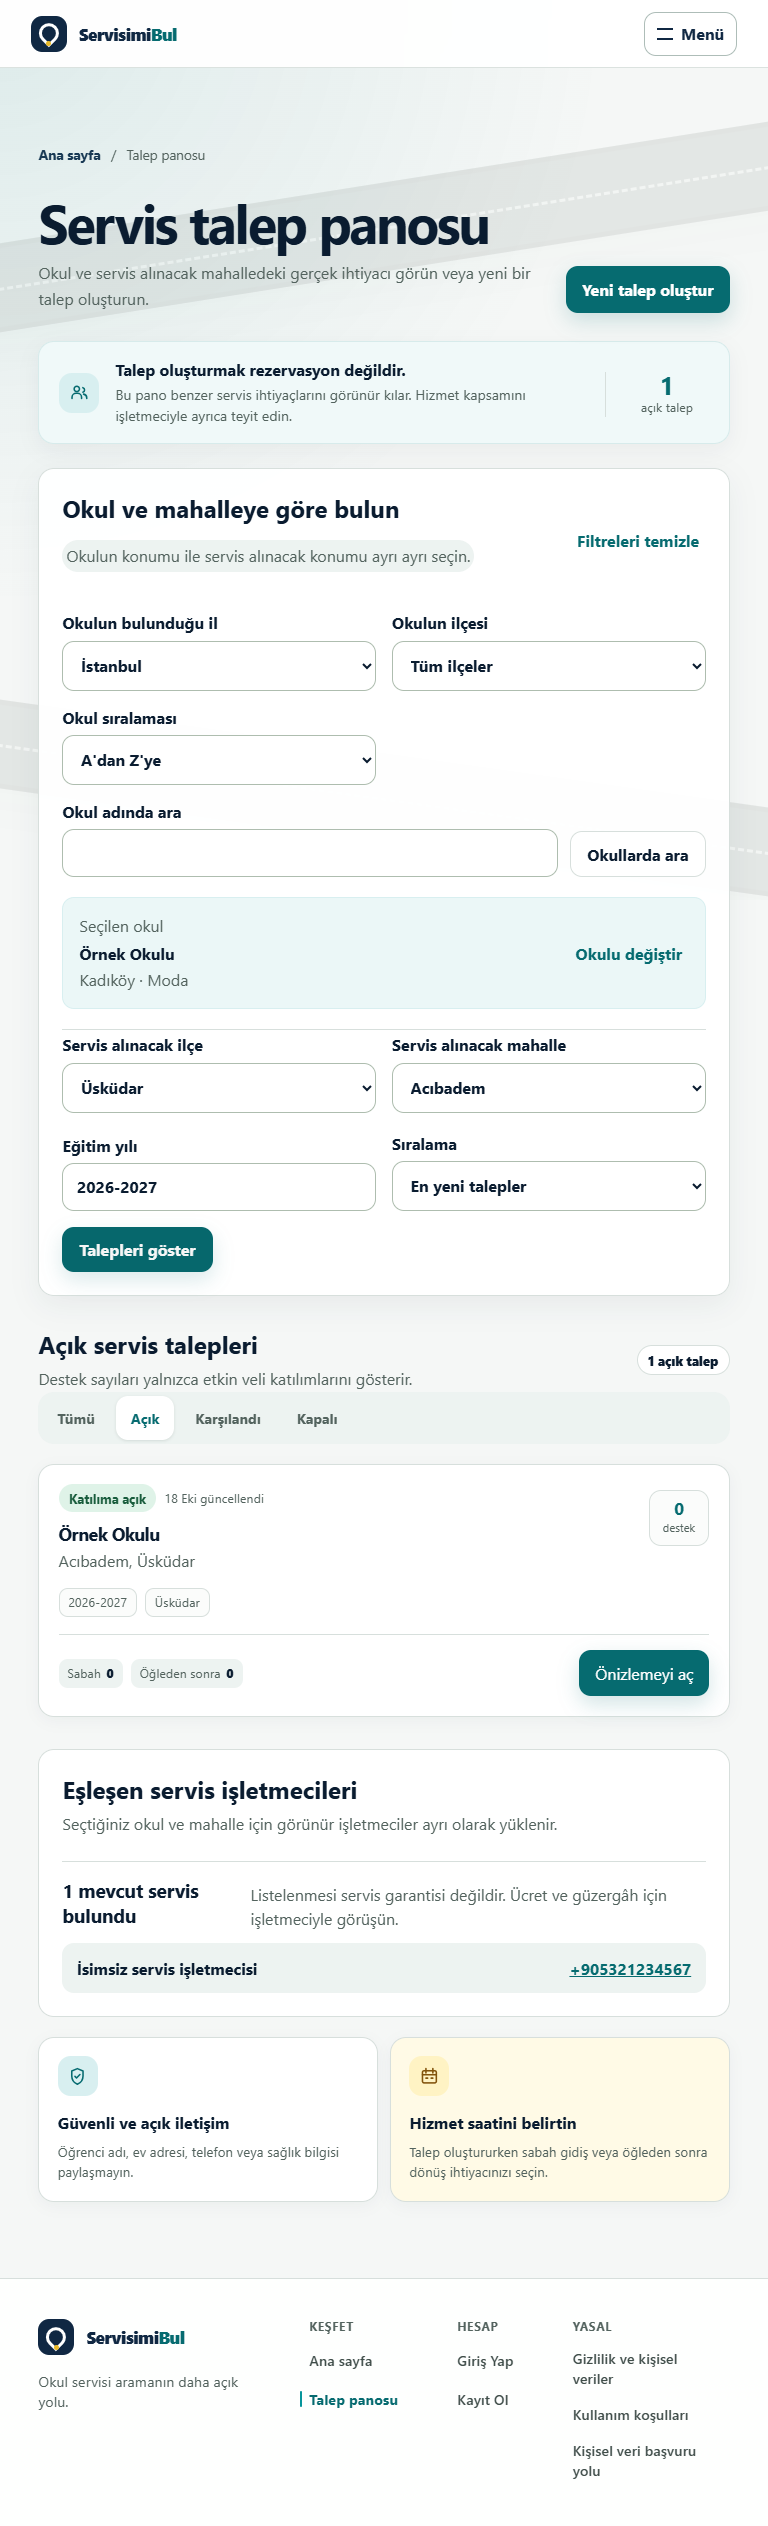 ServisimiBul
Menü
Ana sayfa / Talep panosu
Servis talep panosu
Okul ve servis alınacak mahalledeki gerçek ihtiyacı görün veya yeni bir
talep oluşturun.
Yeni talep oluştur
Talep oluşturmak rezervasyon değildir.
Bu pano benzer servis ihtiyaçlarını görünür kılar. Hizmet kapsamını
işletmeciyle ayrıca teyit edin.
1
açık talep
Okul ve mahalleye göre bulun
Okulun konumu ile servis alınacak konumu ayrı ayrı seçin.
Filtreleri temizle
Okulun bulunduğu il
Okulun ilçesi
İstanbul
Tüm ilçeler
Okul sıralaması
A'dan Z'ye
Okul adında ara
Okullarda ara
Seçilen okul
Örnek Okulu
Kadıköy · Moda
Okulu değiştir
Servis alınacak ilçe
Servis alınacak mahalle
Üsküdar
Acıbadem
Eğitim yılı
Sıralama
2026-2027
En yeni talepler
Talepleri göster
Açık servis talepleri
Destek sayıları yalnızca etkin veli katılımlarını gösterir.
1 açık talep
Tümü
Açık
Karşılandı
Kapalı
Katılıma açık
18 Eki güncellendi
0
destek
Örnek Okulu
Acıbadem, Üsküdar
2026-2027
Üsküdar
Sabah 0
Öğleden sonra 0
Önizlemeyi aç
Eşleşen servis işletmecileri
Seçtiğiniz okul ve mahalle için görünür işletmeciler ayrı olarak yüklenir.
1 mevcut servis
bulundu
Listelenmesi servis garantisi değildir. Ücret ve güzergâh için
işletmeciyle görüşün.
İsimsiz servis işletmecisi
+905321234567
Güvenli ve açık iletişim
Öğrenci adı, ev adresi, telefon veya sağlık bilgisi
paylaşmayın.
Hizmet saatini belirtin
Talep oluştururken sabah gidiş veya öğleden sonra
dönüş ihtiyacınızı seçin.
ServisimiBul
Okul servisi aramanın daha açık
yolu.
KEŞFET
Ana sayfa
Talep panosu
HESAP
Giriş Yap
Kayıt Ol
YASAL
Gizlilik ve kişisel
veriler
Kullanım koşulları
Kişisel veri başvuru
yolu